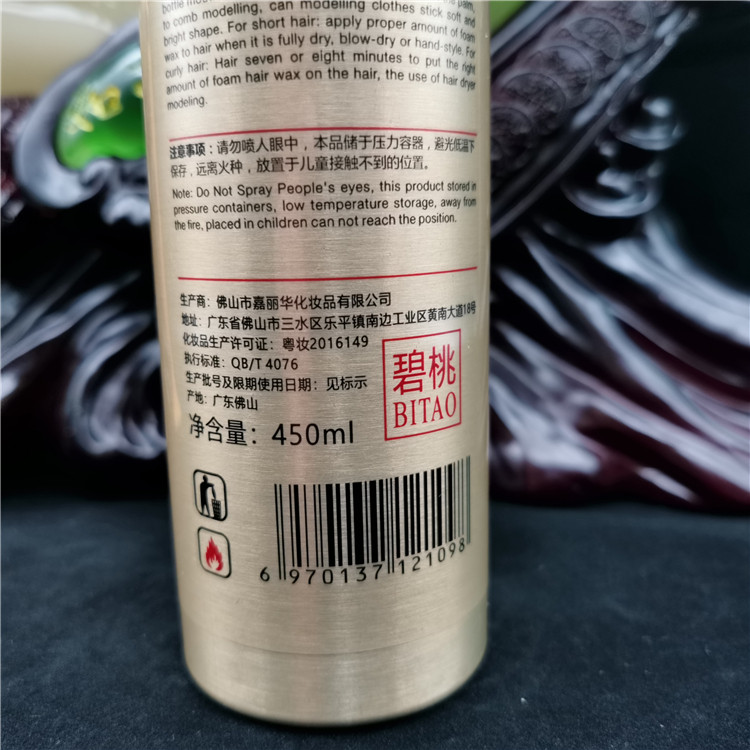 to comb modelling, can modelling clothes stick soft and
bright shape. For short hair: apply proper amount of foam
wax to hair when it is fully dry, blow-dry or hand-style. For
curly hair: Hair seven or eight minutes to put the right
amount of foam hair wax on the hair, the use of hair dryer
modeling.
注意事项：请勿喷人眼中，本品储于压力容器，避光低温下
保存，远离火种，放置于儿童接触不到的位置。
Note: Do Not Spray People's eyes, this product stored in
pressure containers, low temperature storage, away from
the fire, placed in children can not reach the position.
生产商：佛山市嘉丽华化妆品有限公司
地址：广东省佛山市三水区乐平镇南边工业区黄南大道18号
化妆品生产许可证：粤妆2016149
执行标准：QB/T 4076
生产批号及限期使用日期：见标示
产地：广东佛山
净含量：450ml
碧桃
BITAO
6 970137 121098